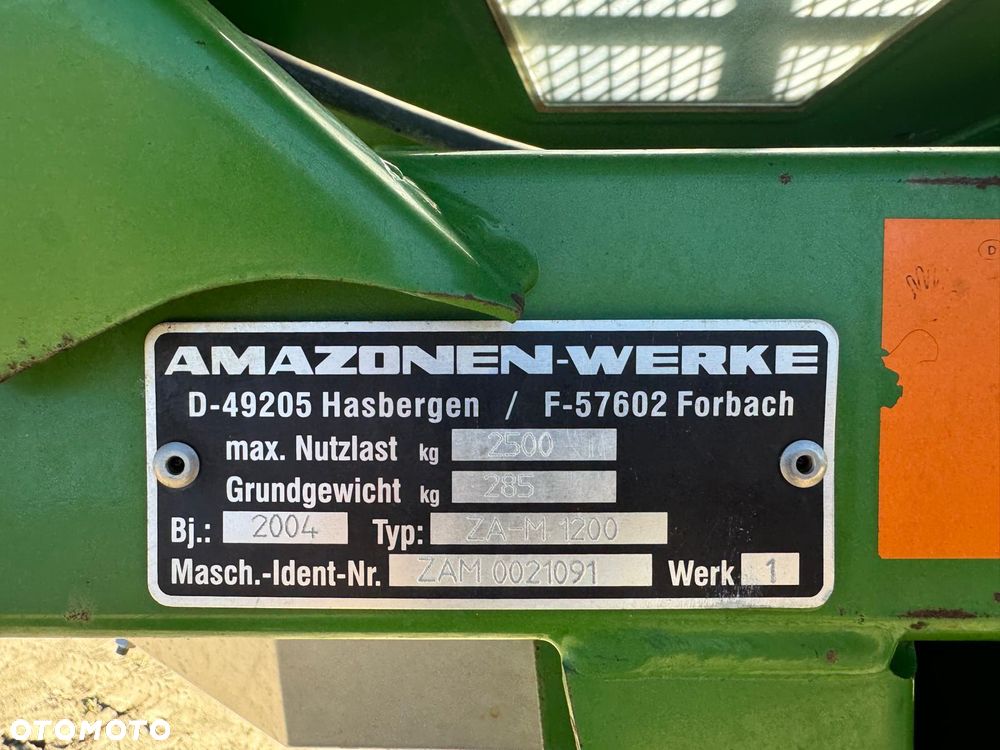 D
AMAZONEN-WERKE
D-49205 Hasbergen / F-57602 Forbach
max. Nutzlast kg 2500
Grundgewicht kg 285
Bj.: 2004 Typ: ZA-M 1200
Masch.-Ident-Nr. ZAM 0021091 Werk 1
OTOMOTO